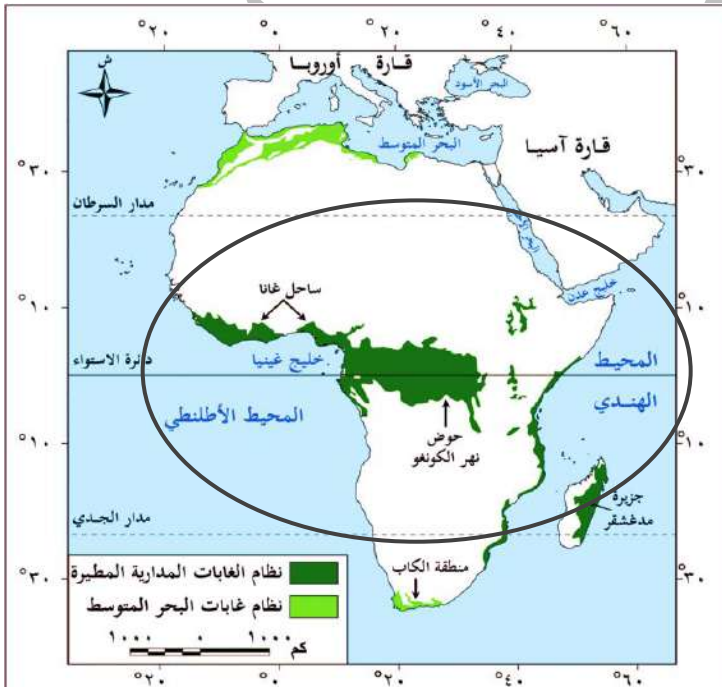 °٢٠ °٠ °٢٠ °٤٠ °٦٠
ش
قارة أوروبا
البحر الأسود
البحر المتوسط
قارة آسيا
°٣٠ °٣٠
مدار السرطان
خليج عدن
°١٠ °١٠
ساحل غانا
خليج غينيا
دائرة الاستواء
المحيط
الهندي
المحيط الأطلنطي
حوض
نهر الكونغو
°١٠ °١٠
جزيرة
مدغشقر
مدار الجدي
نظام الغابات المدارية المطيرة
نظام غابات البحر المتوسط
منطقة الكاب
°٣٠ °٣٠
١٠٠٠ ٠ ١٠٠٠ كم
°٢٠ °٠ °٢٠ °٤٠ °٦٠